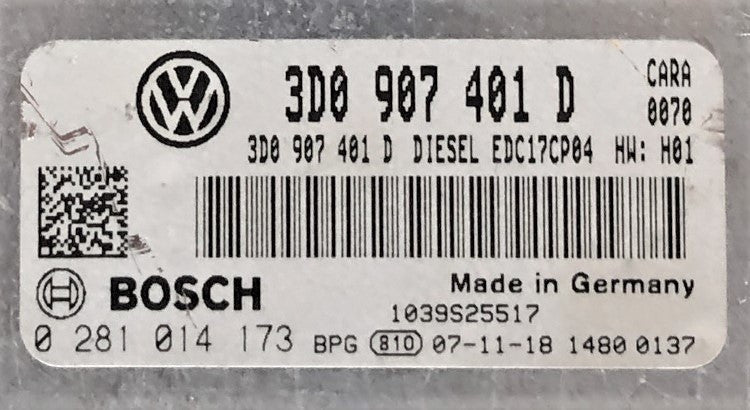 3D0 907 401 D CARA
0070
3D0 907 401 D DIESEL EDC17CP04 HW: H01
BOSCH Made in Germany
1039S25517
0 281 014 173 BPG 810 07-11-18 1480 0137